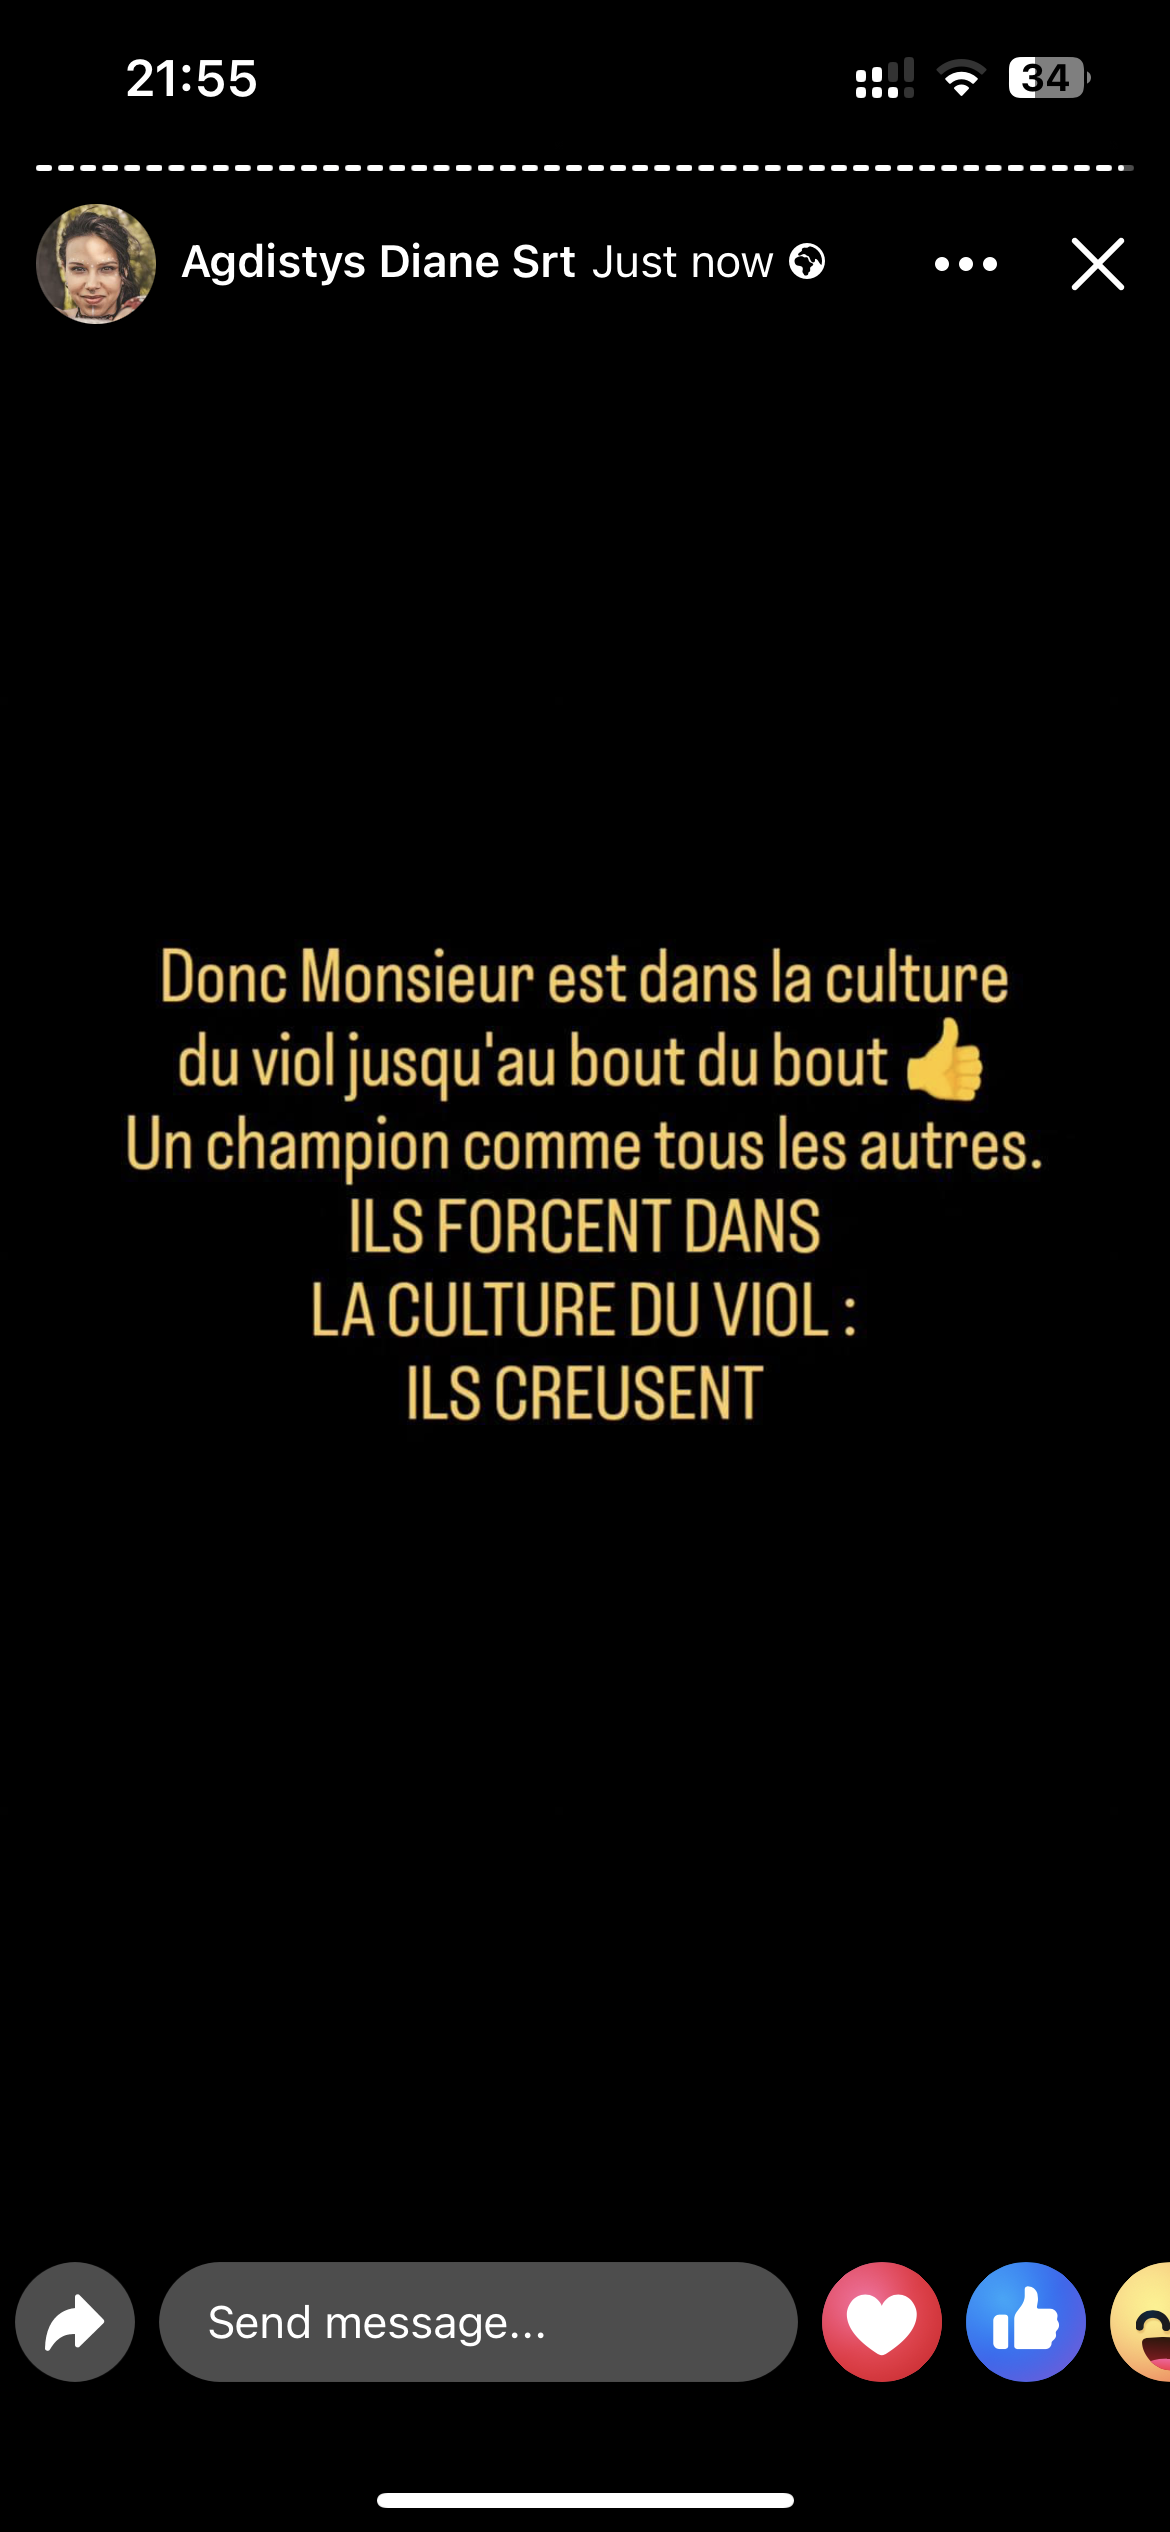 21:55
34
Agdistys Diane Srt Just now
Donc Monsieur est dans la culture
du viol jusqu'au bout du bout 👍
Un champion comme tous les autres.
ILS FORCENT DANS
LA CULTURE DU VIOL :
ILS CREUSENT
Send message...